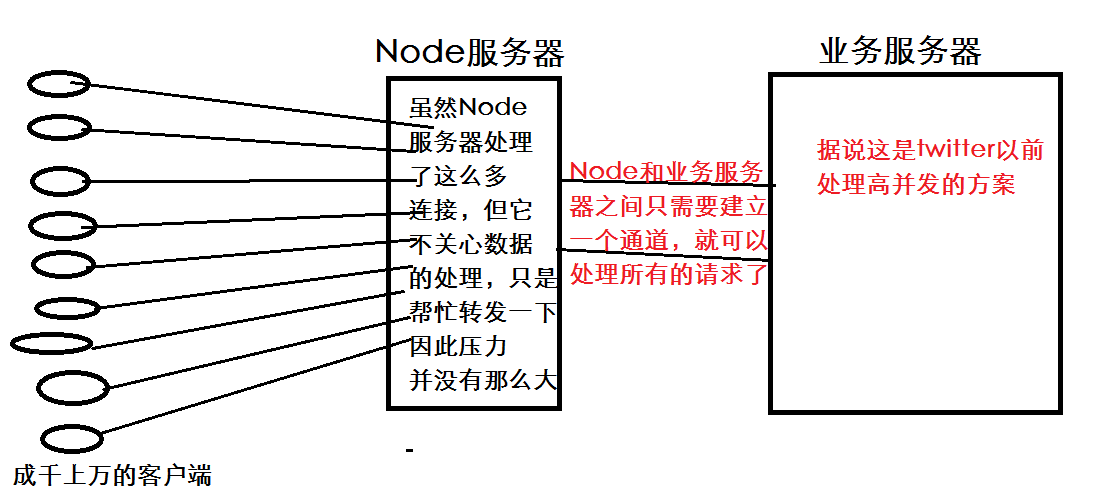 Node服务器
业务服务器
虽然Node
服务器处理
了这么多
连接，但它
不关心数据
的处理，只是
帮忙转发一下
因此压力
并没有那么大
Node和业务服务
器之间只需要建立
一个通道，就可以
处理所有的请求了
据说这是twitter以前
处理高并发的方案
成千上万的客户端